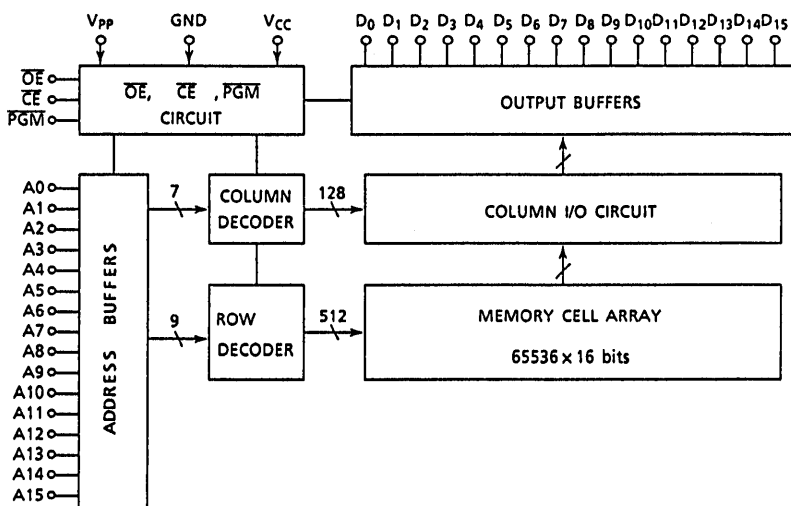 VPP GND VCC D0 D1 D2 D3 D4 D5 D6 D7 D8 D9 D10 D11 D12 D13 D14 D15
OE
CE
PGM
OE, CE, PGM
CIRCUIT
OUTPUT BUFFERS
A0
A1
A2
A3
A4
A5
A6
A7
A8
A9
A10
A11
A12
A13
A14
A15
ADDRESS BUFFERS
7
COLUMN
DECODER
128
COLUMN I/O CIRCUIT
9
ROW
DECODER
512
MEMORY CELL ARRAY
65536 x 16 bits